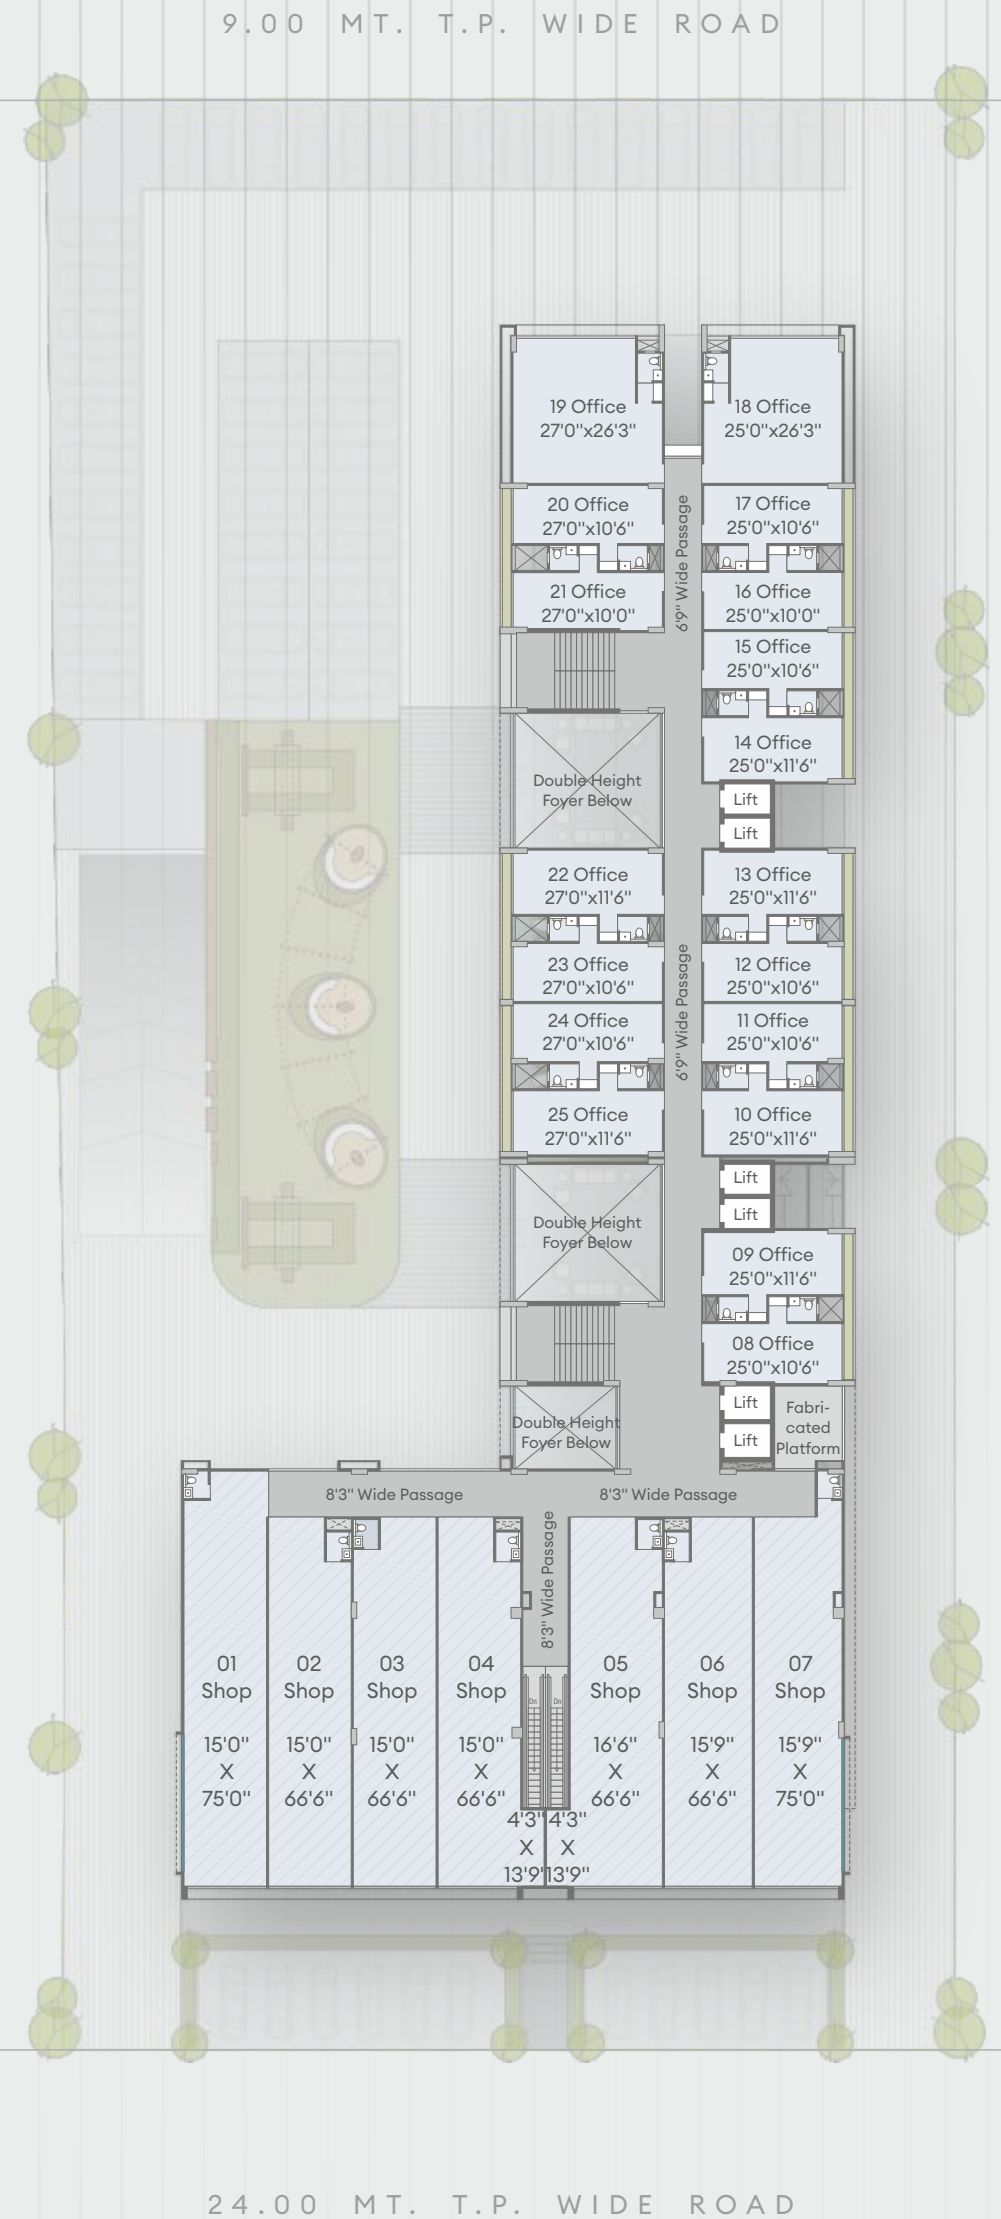 9.00 MT. T.P. WIDE ROAD
19 Office
27'0"x26'3"
18 Office
25'0"x26'3"
20 Office
27'0"x10'6"
17 Office
25'0"x10'6"
6'9" Wide Passage
21 Office
27'0"x10'0"
16 Office
25'0"x10'0"
15 Office
25'0"x10'6"
14 Office
25'0"x11'6"
Double Height
Foyer Below
Lift
Lift
22 Office
27'0"x11'6"
13 Office
25'0"x11'6"
6'9" Wide Passage
23 Office
27'0"x10'6"
12 Office
25'0"x10'6"
24 Office
27'0"x10'6"
11 Office
25'0"x10'6"
25 Office
27'0"x11'6"
10 Office
25'0"x11'6"
Lift
Lift
Double Height
Foyer Below
09 Office
25'0"x11'6"
08 Office
25'0"x10'6"
Lift
Lift
Fabri-
cated
Platform
Double Height
Foyer Below
8'3" Wide Passage
8'3" Wide Passage
8'3" Wide Passage
01
Shop
15'0"
X
75'0"
02
Shop
15'0"
X
66'6"
03
Shop
15'0"
X
66'6"
04
Shop
15'0"
X
66'6"
Dn
Dn
4'3"
X
13'9"
4'3"
X
13'9"
05
Shop
16'6"
X
66'6"
06
Shop
15'9"
X
66'6"
07
Shop
15'9"
X
75'0"
24.00 MT. T.P. WIDE ROAD